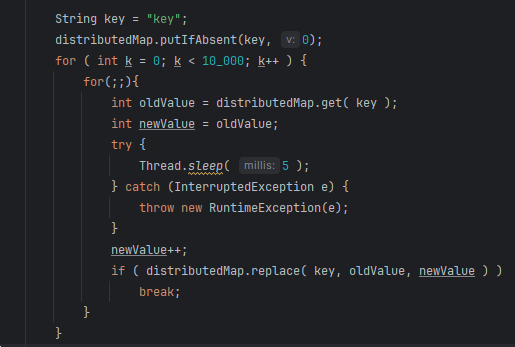 String key = "key";
distributedMap.putIfAbsent(key, v: 0);
for ( int k = 0; k < 10_000; k++ ) {
for(;;){
int oldValue = distributedMap.get( key );
int newValue = oldValue;
try {
Thread.sleep( millis: 5 );
} catch (InterruptedException e) {
throw new RuntimeException(e);
}
newValue++;
if ( distributedMap.replace( key, oldValue, newValue ) )
break;
}
}